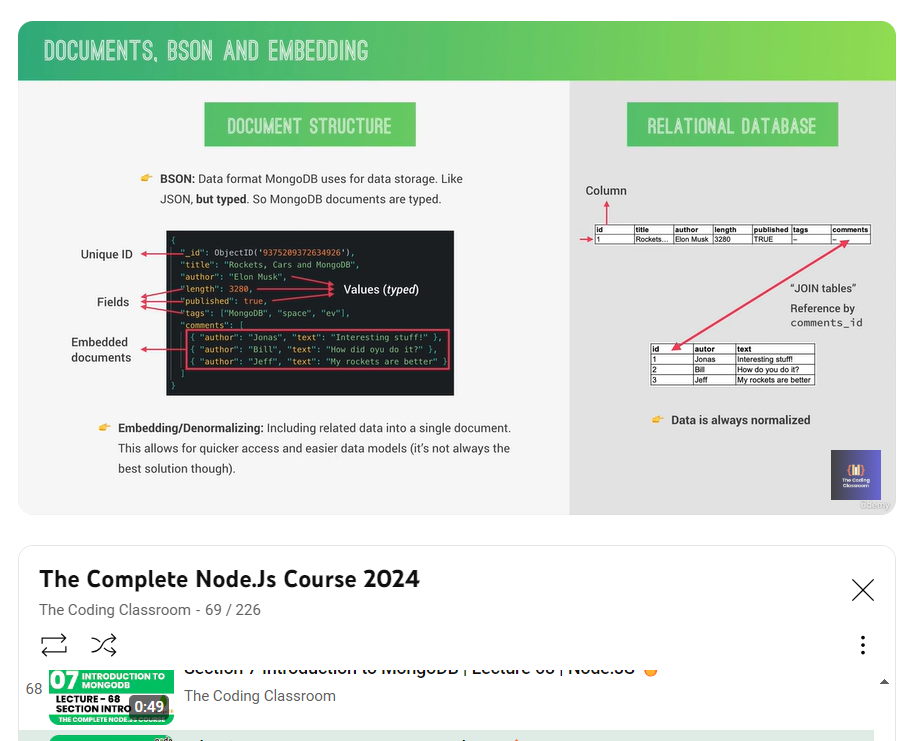 DOCUMENTS, BSON AND EMBEDDING
DOCUMENT STRUCTURE
BSON: Data format MongoDB uses for data storage. Like
JSON, but typed. So MongoDB documents are typed.
Unique ID
Fields
Embedded
documents
{
"_id": ObjectID('9375209372634926'),
"title": "Rockets, Cars and MongoDB",
"author": "Elon Musk",
"length": 3280,
"published": true,
"tags": ["MongoDB", "space", "ev"],
"comments": [
{ "author": "Jonas", "text": "Interesting stuff!" },
{ "author": "Bill", "text": "How did oyu do it?" },
{ "author": "Jeff", "text": "My rockets are better" }
]
}
Values (typed)
Embedding/Denormalizing: Including related data into a single document.
This allows for quicker access and easier data models (it's not always the
best solution though).
RELATIONAL DATABASE
Column
id title author length published tags comments
1 Rockets... Elon Musk 3280 TRUE – –
“JOIN tables”
Reference by
comments_id
id autor text
1 Jonas Interesting stuff!
2 Bill How do you do it?
3 Jeff My rockets are better
Data is always normalized
The Coding
Classroom
Udemy
The Complete Node.Js Course 2024
The Coding Classroom - 69 / 226
68
07 INTRODUCTION TO
MONGODB
LECTURE - 68
SECTION INTRO
THE COMPLETE NODE.JS COURSE
0:49
Section 7 Introduction to MongoDB | Lecture 68 | Node.JS
The Coding Classroom